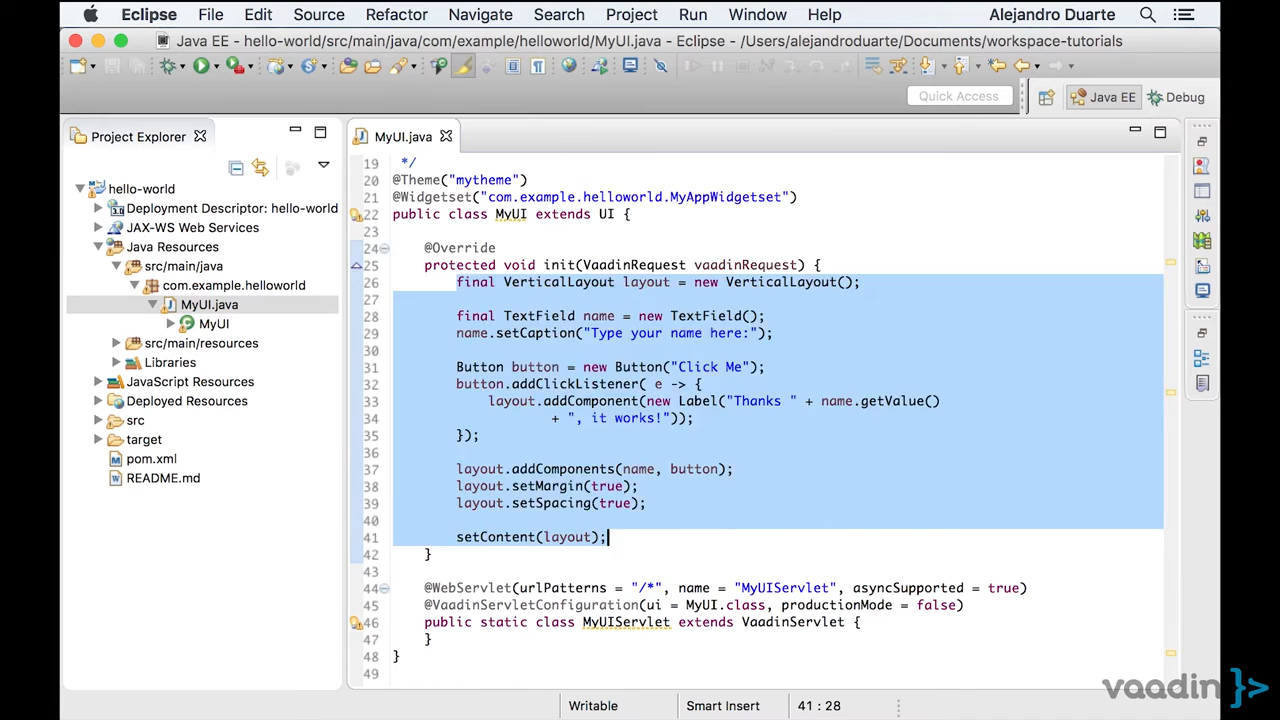 Eclipse File Edit Source Refactor Navigate Search Project Run Window Help Alejandro Duarte
Java EE - hello-world/src/main/java/com/example/helloworld/MyUI.java - Eclipse - /Users/alejandroduarte/Documents/workspace-tutorials
Quick Access Java EE Debug
Project Explorer
hello-world
Deployment Descriptor: hello-world
JAX-WS Web Services
Java Resources
src/main/java
com.example.helloworld
MyUI.java
MyUI
src/main/resources
Libraries
JavaScript Resources
Deployed Resources
src
target
pom.xml
README.md
MyUI.java
19 */
20 @Theme("mytheme")
21 @Widgetset("com.example.helloworld.MyAppWidgetset")
22 public class MyUI extends UI {
23
24 @Override
25 protected void init(VaadinRequest vaadinRequest) {
26 final VerticalLayout layout = new VerticalLayout();
27
28 final TextField name = new TextField();
29 name.setCaption("Type your name here:");
30
31 Button button = new Button("Click Me");
32 button.addClickListener( e -> {
33 layout.addComponent(new Label("Thanks " + name.getValue()
34 + ", it works!"));
35 });
36
37 layout.addComponents(name, button);
38 layout.setMargin(true);
39 layout.setSpacing(true);
40
41 setContent(layout);
42 }
43
44 @WebServlet(urlPatterns = "/*", name = "MyUIServlet", asyncSupported = true)
45 @VaadinServletConfiguration(ui = MyUI.class, productionMode = false)
46 public static class MyUIServlet extends VaadinServlet {
47 }
48 }
49
vaadin }>
Writable Smart Insert 41 : 28